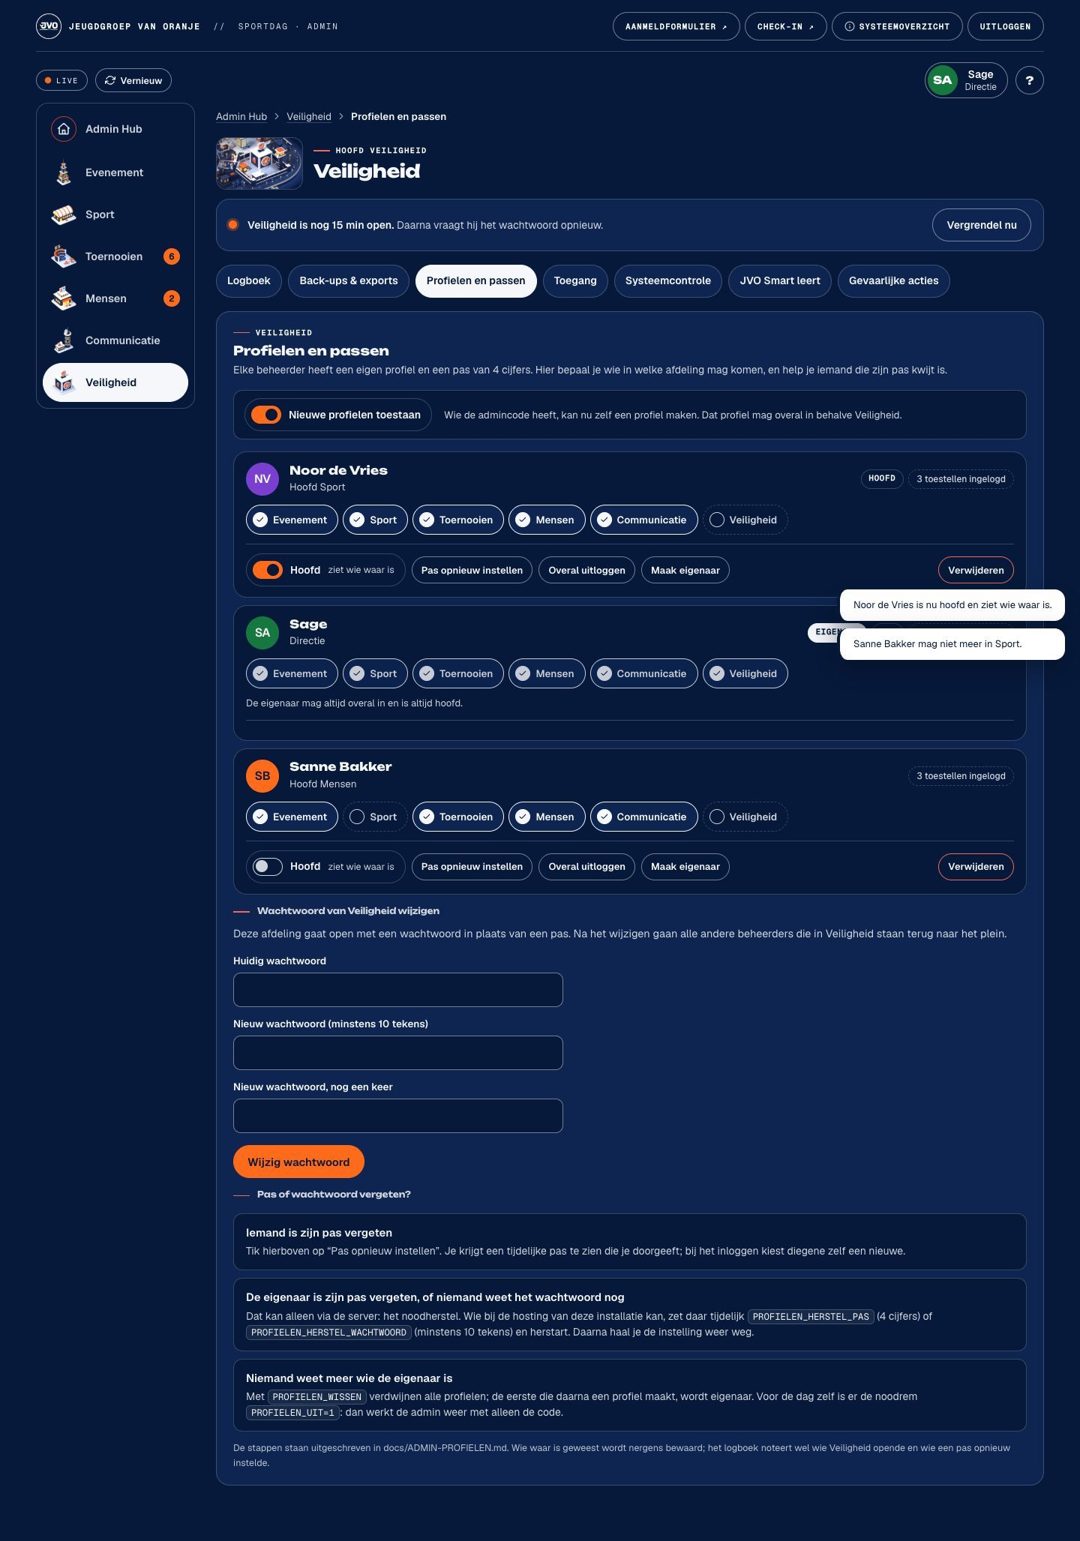 JVO JEUGDGROEP VAN ORANJE // SPORTDAG · ADMIN
AANMELDFORMULIER ↗ CHECK-IN ↗ SYSTEEMOVERZICHT UITLOGGEN
LIVE Vernieuw
SA Sage
Directie
?
Admin Hub
Evenement
Sport
Toernooien 6
Mensen 2
Communicatie
Veiligheid
Admin Hub > Veiligheid > Profielen en passen
HOOFD VEILIGHEID
Veiligheid
Veiligheid is nog 15 min open. Daarna vraagt hij het wachtwoord opnieuw.
Vergrendel nu
Logboek Back-ups & exports Profielen en passen Toegang Systeemcontrole JVO Smart leert Gevaarlijke acties
VEILIGHEID
Profielen en passen
Elke beheerder heeft een eigen profiel en een pas van 4 cijfers. Hier bepaal je wie in welke afdeling mag komen, en help je iemand die zijn pas kwijt is.
Nieuwe profielen toestaan Wie de admincode heeft, kan nu zelf een profiel maken. Dat profiel mag overal in behalve Veiligheid.
NV Noor de Vries
Hoofd Sport
HOOFD 3 toestellen ingelogd
Evenement Sport Toernooien Mensen Communicatie Veiligheid
Hoofd ziet wie waar is Pas opnieuw instellen Overal uitloggen Maak eigenaar Verwijderen
Noor de Vries is nu hoofd en ziet wie waar is.
SA Sage
Directie
Sanne Bakker mag niet meer in Sport.
Evenement Sport Toernooien Mensen Communicatie Veiligheid
De eigenaar mag altijd overal in en is altijd hoofd.
SB Sanne Bakker
Hoofd Mensen
3 toestellen ingelogd
Evenement Sport Toernooien Mensen Communicatie Veiligheid
Hoofd ziet wie waar is Pas opnieuw instellen Overal uitloggen Maak eigenaar Verwijderen
Wachtwoord van Veiligheid wijzigen
Deze afdeling gaat open met een wachtwoord in plaats van een pas. Na het wijzigen gaan alle andere beheerders die in Veiligheid staan terug naar het plein.
Huidig wachtwoord
Nieuw wachtwoord (minstens 10 tekens)
Nieuw wachtwoord, nog een keer
Wijzig wachtwoord
Pas of wachtwoord vergeten?
Iemand is zijn pas vergeten
Tik hierboven op “Pas opnieuw instellen”. Je krijgt een tijdelijke pas te zien die je doorgeeft; bij het inloggen kiest diegene zelf een nieuwe.
De eigenaar is zijn pas vergeten, of niemand weet het wachtwoord nog
Dat kan alleen via de server: het noodherstel. Wie bij de hosting van deze installatie kan, zet daar tijdelijk PROFIELEN_HERSTEL_PAS (4 cijfers) of
PROFIELEN_HERSTEL_WACHTWOORD (minstens 10 tekens) en herstart. Daarna haal je de instelling weer weg.
Niemand weet meer wie de eigenaar is
Met PROFIELEN_WISSEN verdwijnen alle profielen; de eerste die daarna een profiel maakt, wordt eigenaar. Voor de dag zelf is er de noodrem
PROFIELEN_UIT=1: dan werkt de admin weer met alleen de code.
De stappen staan uitgeschreven in docs/ADMIN-PROFIELEN.md. Wie waar is geweest wordt nergens bewaard; het logboek noteert wel wie Veiligheid opende en wie een pas opnieuw
instelde.